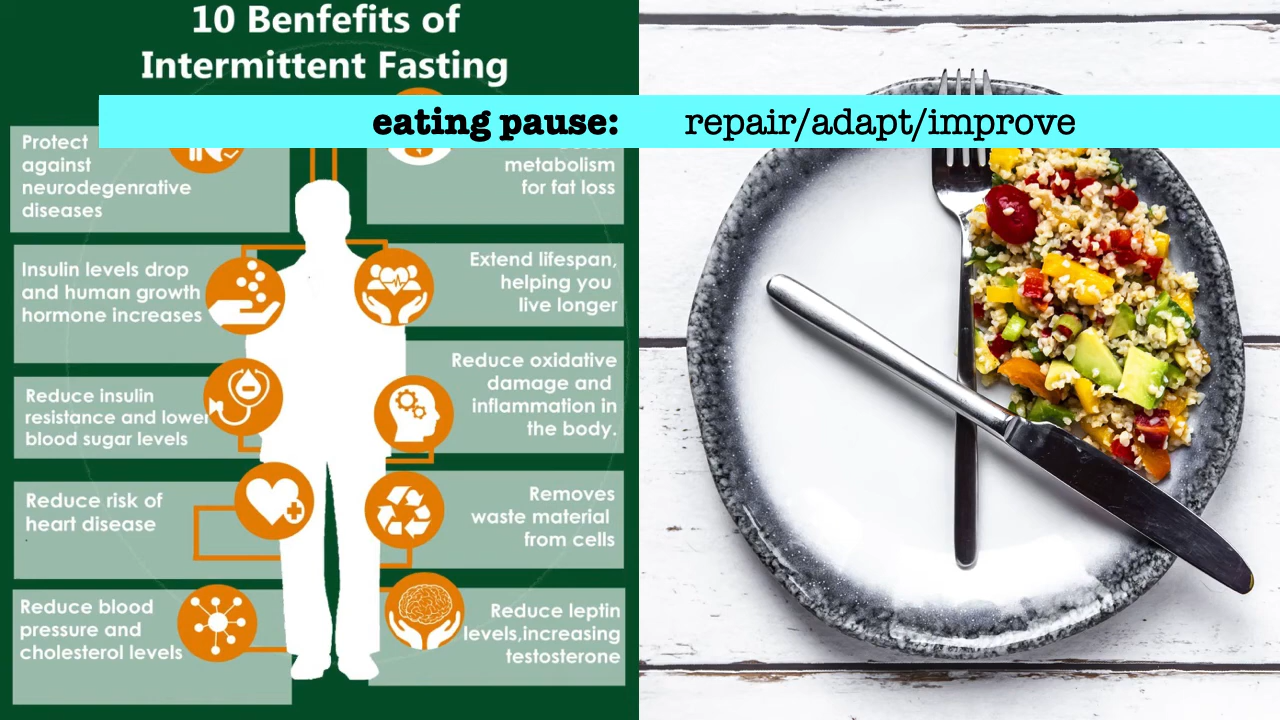 10 Benfefits of
Intermittent Fasting
eating pause: repair/adapt/improve
Protect
against
neurodegenrative
diseases
metabolism
for fat loss
Insulin levels drop
and human growth
hormone increases
Extend lifespan,
helping you
live longer
Reduce insulin
resistance and lower
blood sugar levels
Reduce oxidative
damage and
inflammation in
the body.
Reduce risk of
heart disease
Removes
waste material
from cells
Reduce blood
pressure and
cholesterol levels
Reduce leptin
levels,increasing
testosterone